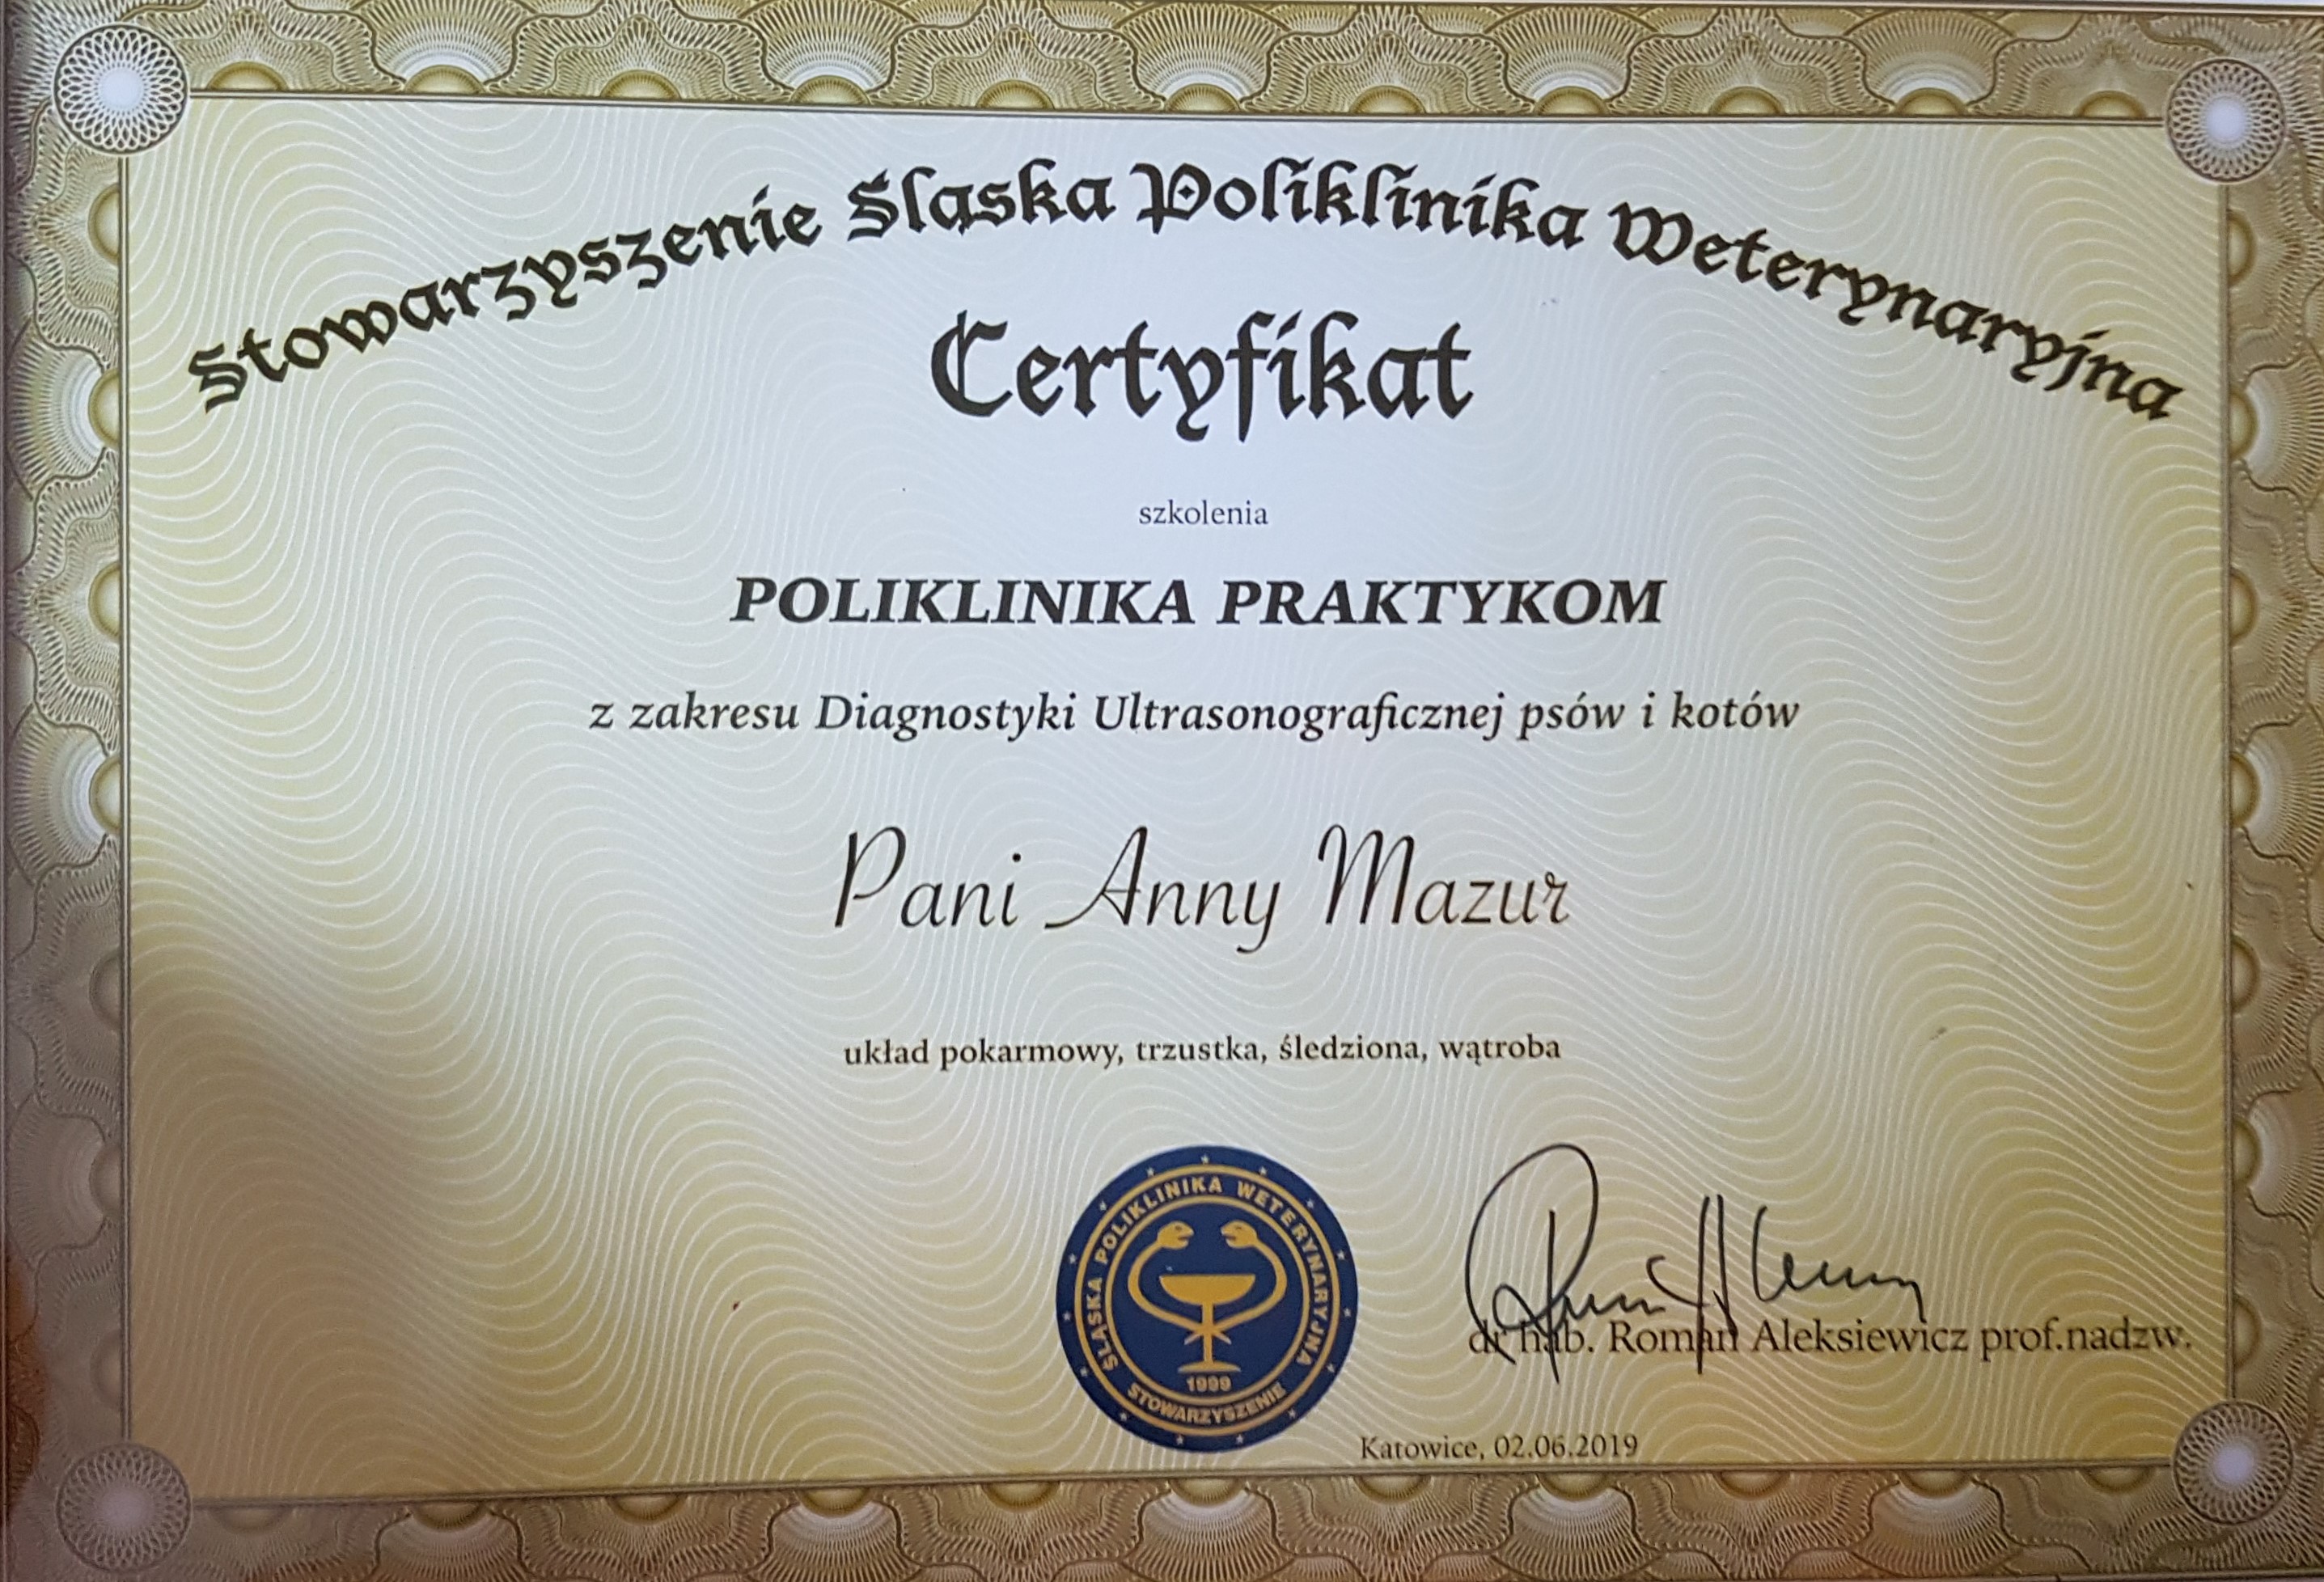 Stowarzyszenie Sląska Poliklinika Weterynaryjna
Certyfikat
szkolenia
POLIKLINIKA PRAKTYKOM
z zakresu Diagnostyki Ultrasonograficznej psów i kotów
Pani Anny Mazur
układ pokarmowy, trzustka, śledziona, wątroba
ŚLĄSKA POLIKLINIKA WETERYNARYJNA
1999
STOWARZYSZENIE
dr hab. Roman Aleksiewicz prof.nadzw.
Katowice, 02.06.2019